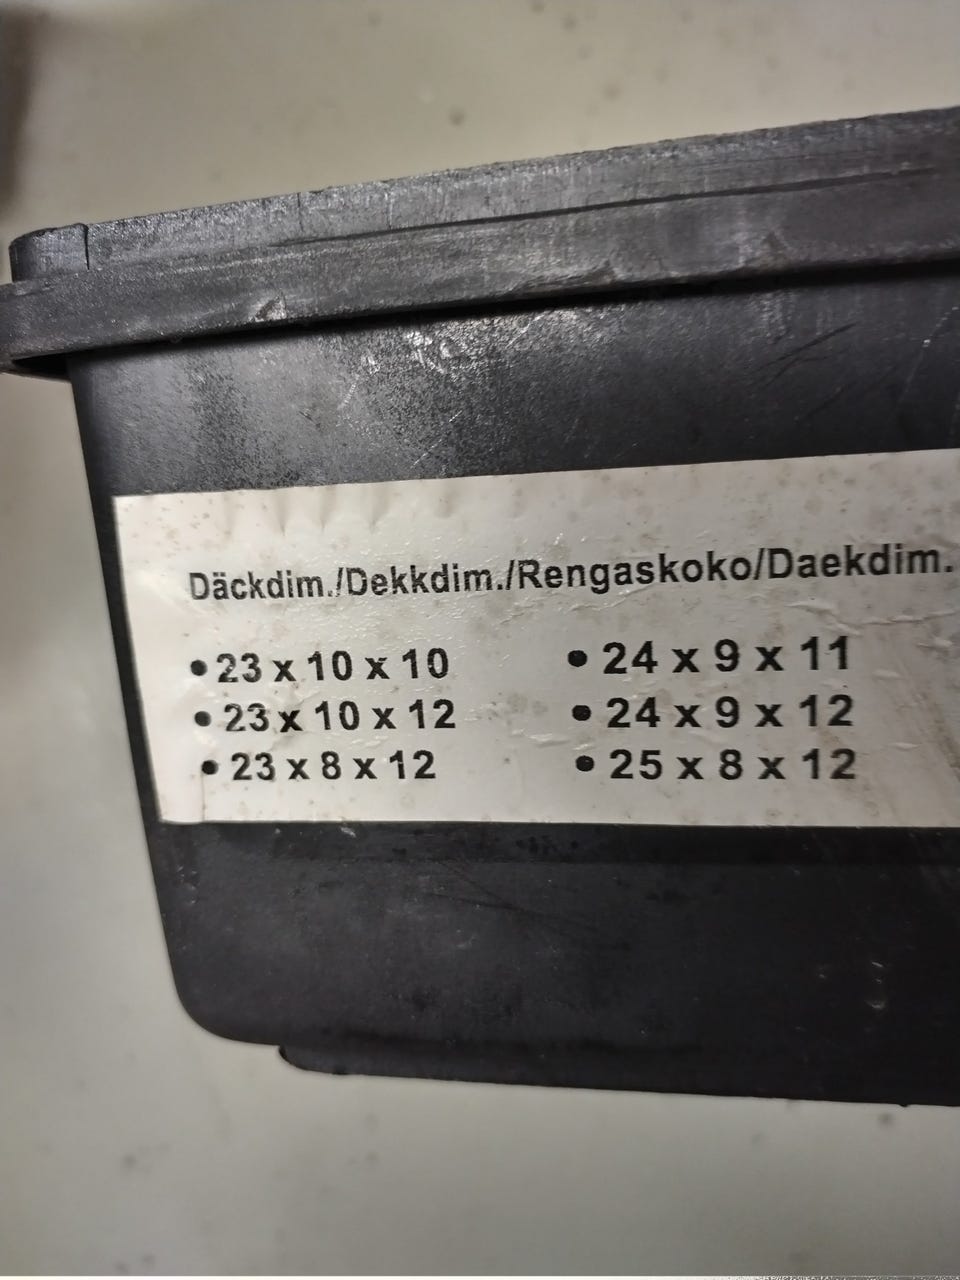 Däckdim./Dekkdim./Rengaskoko/Daekdim.
• 23 x 10 x 10
• 23 x 10 x 12
• 23 x 8 x 12
• 24 x 9 x 11
• 24 x 9 x 12
• 25 x 8 x 12